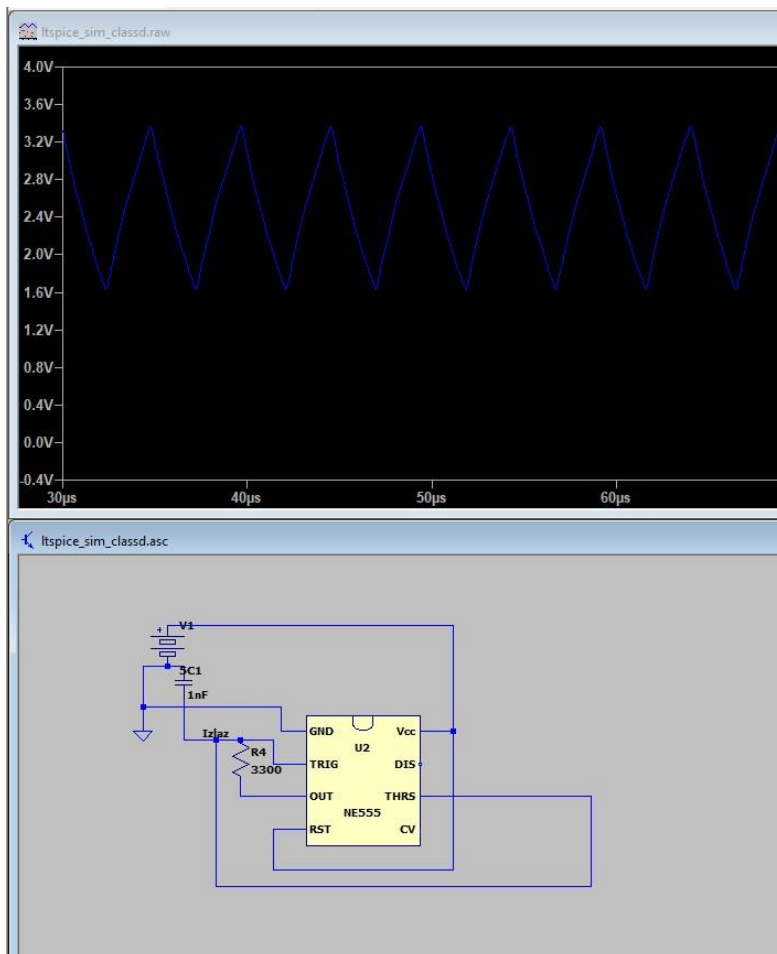 ltspice_sim_classd.raw
4.0V
3.6V
3.2V
2.8V
2.4V
2.0V
1.6V
1.2V
0.8V
0.4V
0.0V
-0.4V
30µs 40µs 50µs 60µs
ltspice_sim_classd.asc
+ V1
5C1
1nF
Izlaz
R4
3300
GND Vcc
U2
TRIG DIS
OUT THRS
NE555
RST CV